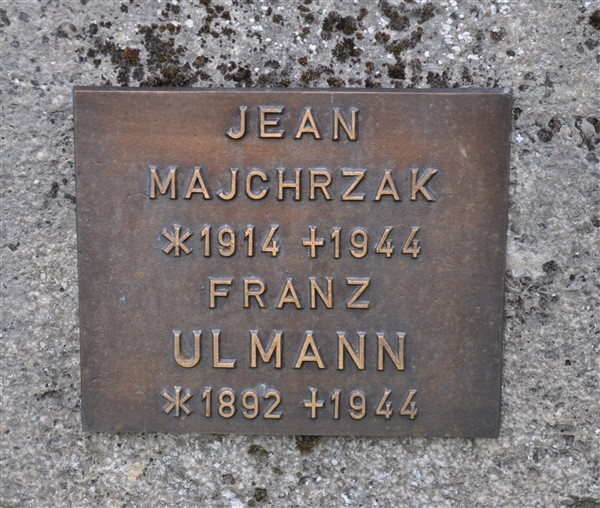 JEAN
MAJCHRZAK
*1914 †1944
FRANZ
ULMANN
*1892 †1944